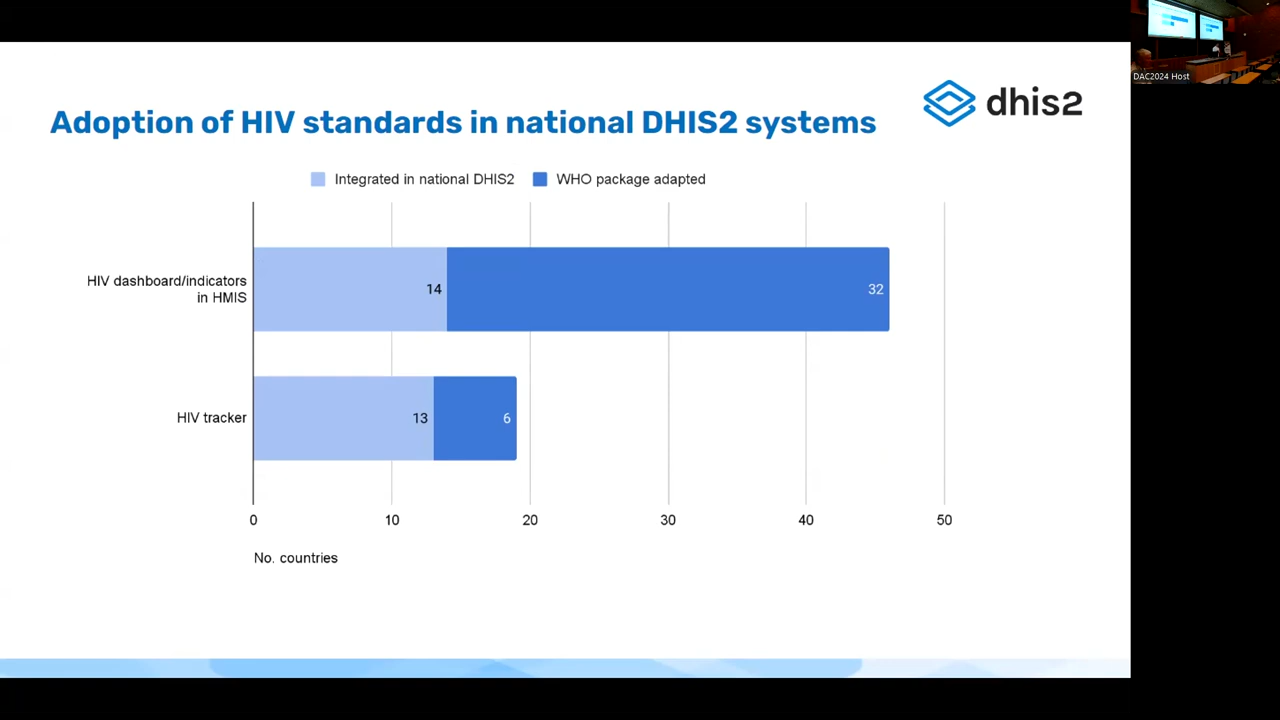 DAC2024 Host
Adoption of HIV standards in national DHIS2 systems
dhis2
Integrated in national DHIS2
WHO package adapted
HIV dashboard/indicators
in HMIS
14
32
HIV tracker
13
6
0
10
20
30
40
50
No. countries